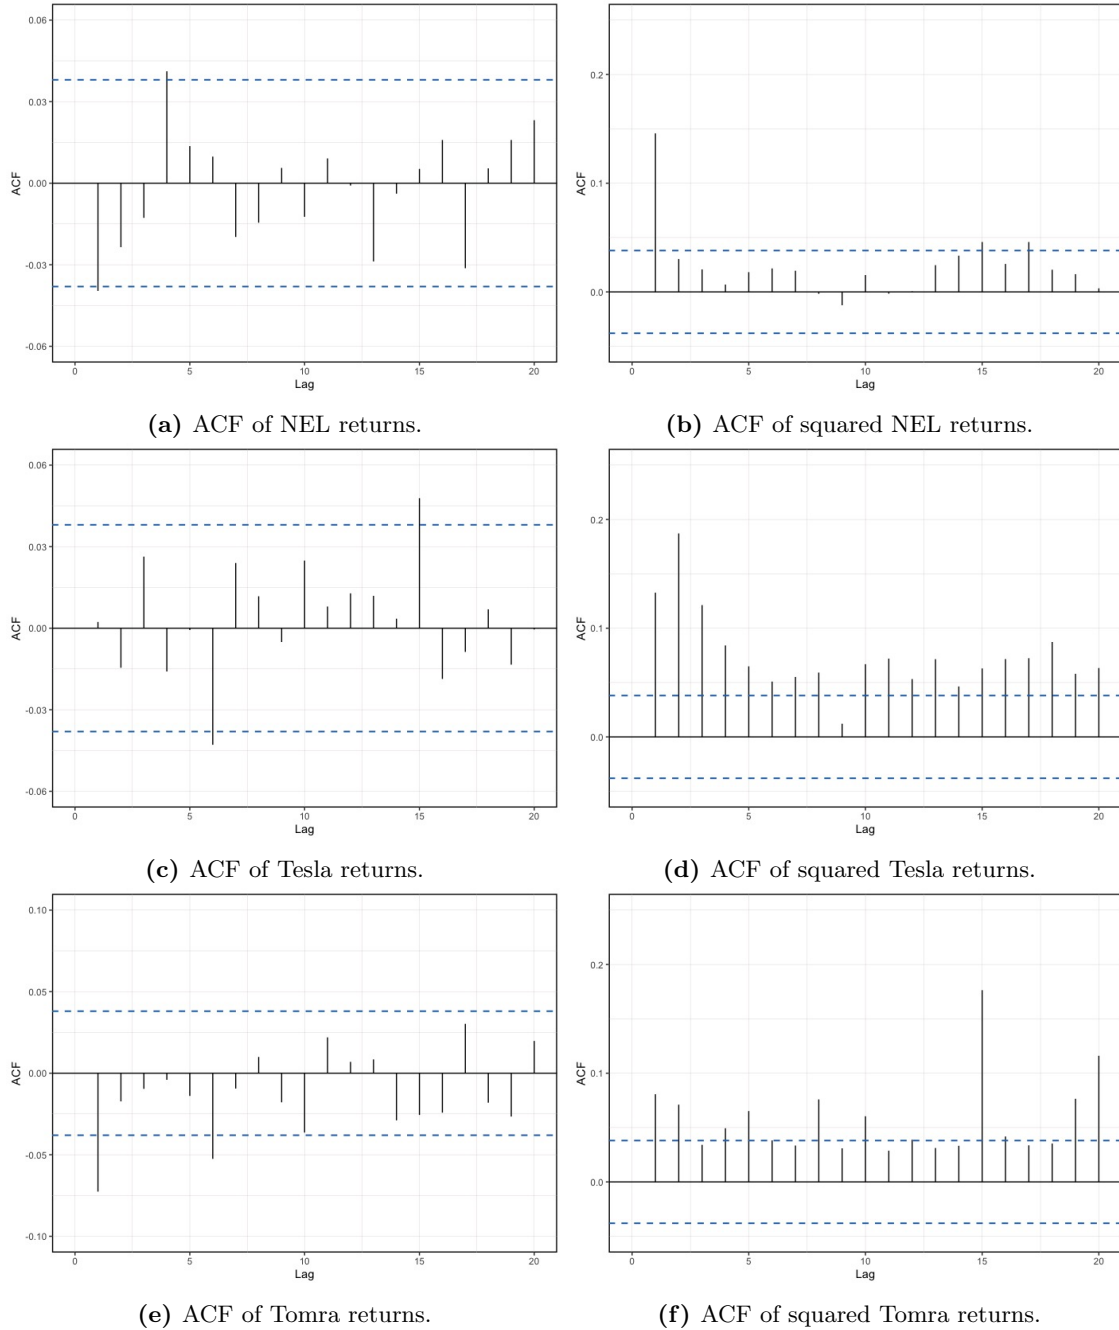 0.06
0.03
0.00
-0.03
-0.06
ACF
0 5 10 15 20
Lag
0.2
0.1
0.0
ACF
0 5 10 15 20
Lag
(a) ACF of NEL returns.
(b) ACF of squared NEL returns.
0.06
0.03
0.00
-0.03
-0.06
ACF
0 5 10 15 20
Lag
0.2
0.1
0.0
ACF
0 5 10 15 20
Lag
(c) ACF of Tesla returns.
(d) ACF of squared Tesla returns.
0.10
0.05
0.00
-0.05
-0.10
ACF
0 5 10 15 20
Lag
0.2
0.1
0.0
ACF
0 5 10 15 20
Lag
(e) ACF of Tomra returns.
(f) ACF of squared Tomra returns.